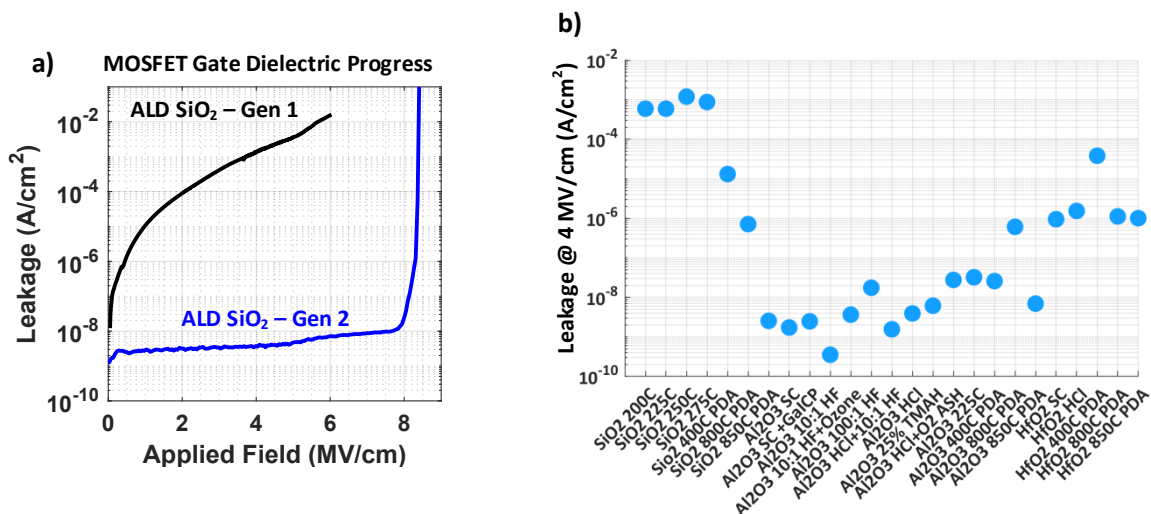 a)
MOSFET Gate Dielectric Progress
ALD SiO₂ – Gen 1
ALD SiO₂ – Gen 2
Leakage (A/cm²)
10⁻²
10⁻⁴
10⁻⁶
10⁻⁸
10⁻¹⁰
0 2 4 6 8
Applied Field (MV/cm)
b)
Leakage @ 4 MV/cm (A/cm²)
10⁻²
10⁻⁴
10⁻⁶
10⁻⁸
10⁻¹⁰
SiO2 200C
SiO2 225C
SiO2 250C
SiO2 275C
Sio2 400C PDA
SiO2 800C PDA
SiO2 850C PDA
Al2O3 SC
Al2O3 SC +GaICP
Al2O3 10:1 HF
Al2O3 10:1 HF+Ozone
Al2O3 100:1 HF
Al2O3 HCl+10:1 HF
Al2O3 HCl
Al2O3 25% TMAH
Al2O3 HCl+O2 ASH
Al2O3 225C
Al2O3 400C PDA
Al2O3 800C PDA
Al2O3 850C PDA
HfO2 SC
HfO2 HCl
HfO2 400C PDA
HfO2 800C PDA
HfO2 850C PDA